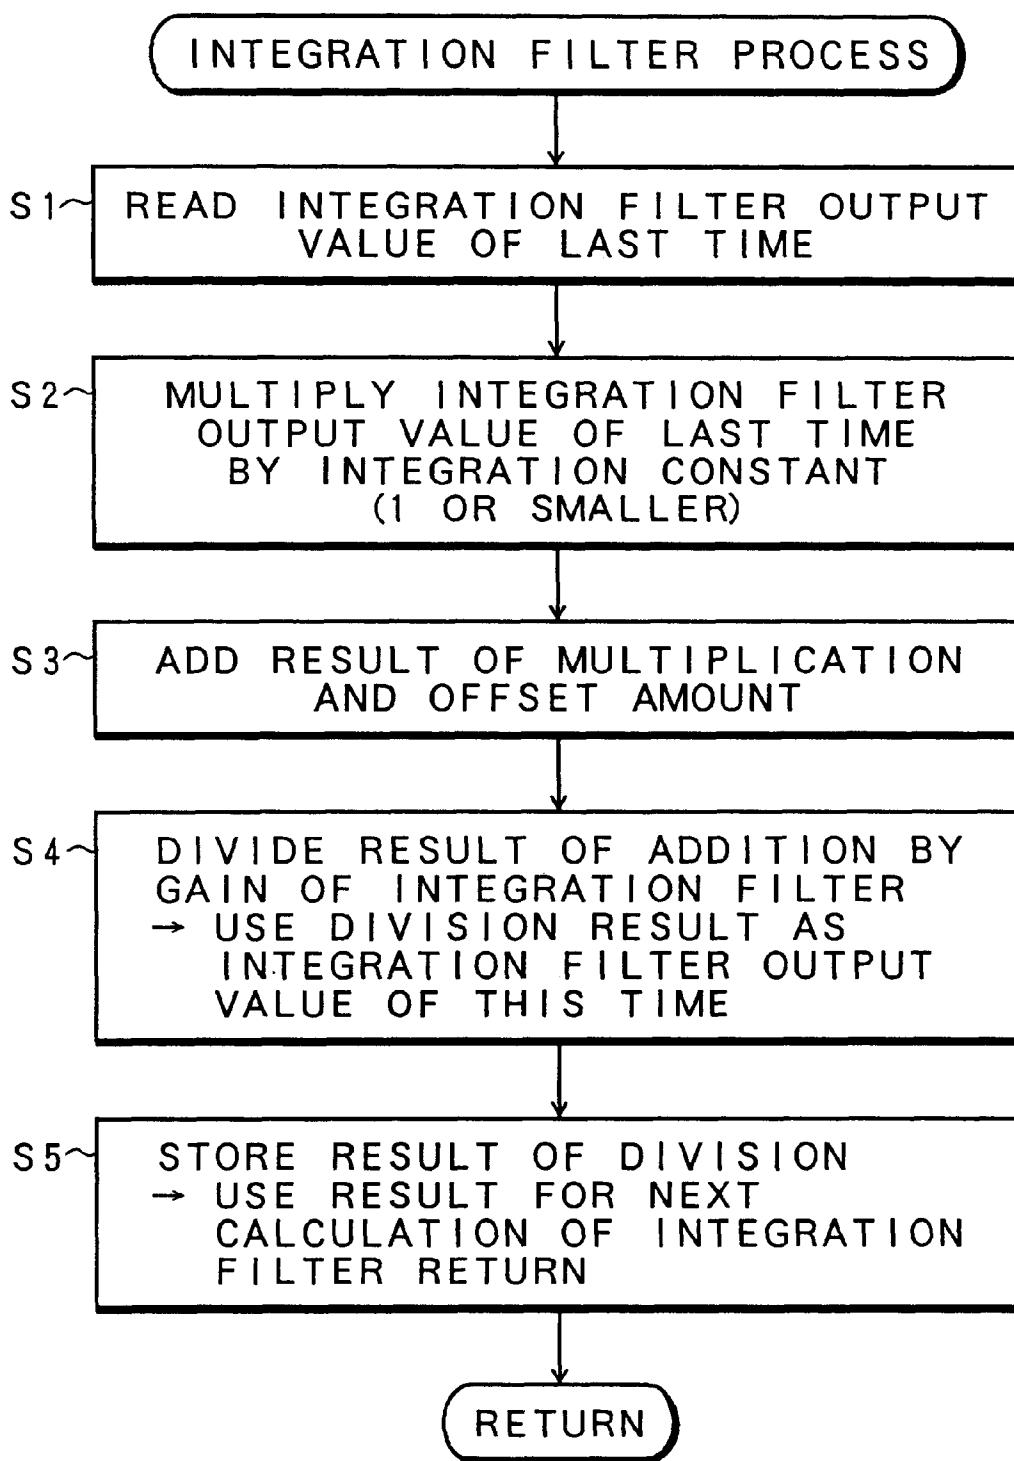 INTEGRATION FILTER PROCESS
S1
READ INTEGRATION FILTER OUTPUT
VALUE OF LAST TIME
S2
MULTIPLY INTEGRATION FILTER
OUTPUT VALUE OF LAST TIME
BY INTEGRATION CONSTANT
(1 OR SMALLER)
S3
ADD RESULT OF MULTIPLICATION
AND OFFSET AMOUNT
S4
DIVIDE RESULT OF ADDITION BY
GAIN OF INTEGRATION FILTER
→ USE DIVISION RESULT AS
INTEGRATION FILTER OUTPUT
VALUE OF THIS TIME
S5
STORE RESULT OF DIVISION
→ USE RESULT FOR NEXT
CALCULATION OF INTEGRATION
FILTER RETURN
RETURN